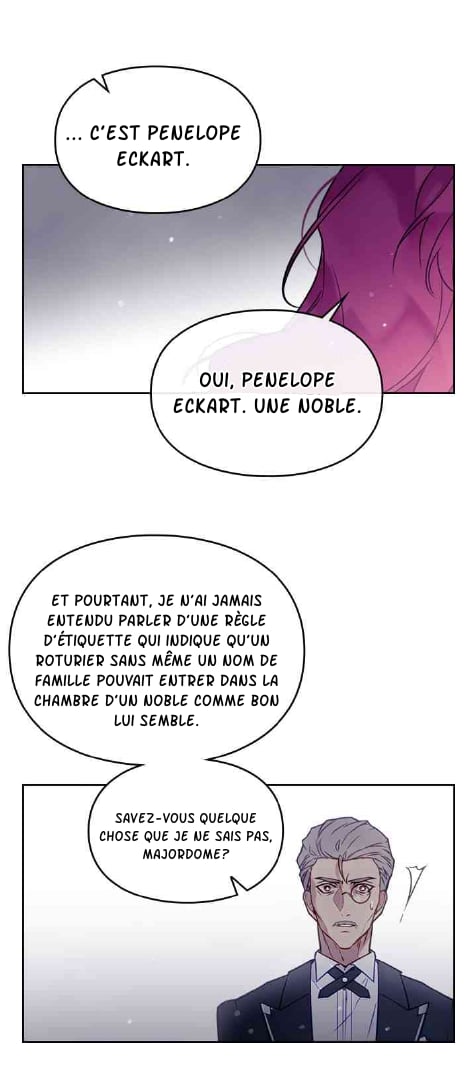 ... C'EST PENELOPE
ECKART.
OUI, PENELOPE
ECKART. UNE NOBLE.
ET POURTANT, JE N'AI JAMAIS
ENTENDU PARLER D'UNE RÈGLE
D'ÉTIQUETTE QUI INDIQUE QU'UN
ROTURIER SANS MÊME UN NOM DE
FAMILLE POUVAIT ENTRER DANS LA
CHAMBRE D'UN NOBLE COMME BON
LUI SEMBLE.
SAVEZ-VOUS QUELQUE
CHOSE QUE JE NE SAIS PAS,
MAJORDOME?